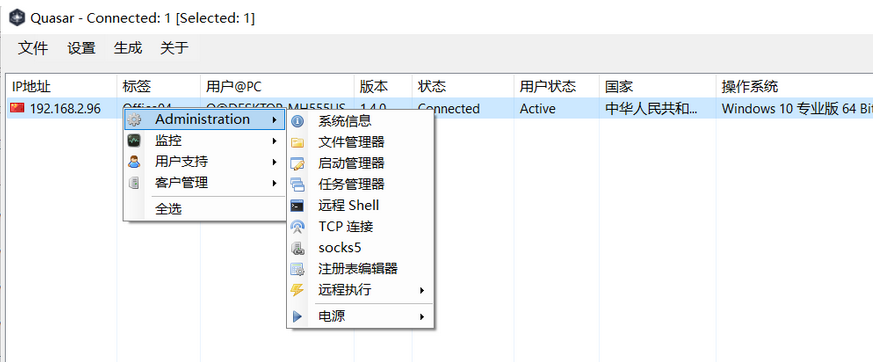 Quasar - Connected: 1 [Selected: 1]
文件 设置 生成 关于
IP地址 标签 用户@PC 版本 状态 用户状态 国家 操作系统
192.168.2.96 Office04 1.4.0 Connected Active 中华人民共和... Windows 10 专业版 64 Bit
Administration
监控
用户支持
客户管理
全选
系统信息
文件管理器
启动管理器
任务管理器
远程 Shell
TCP 连接
socks5
注册表编辑器
远程执行
电源